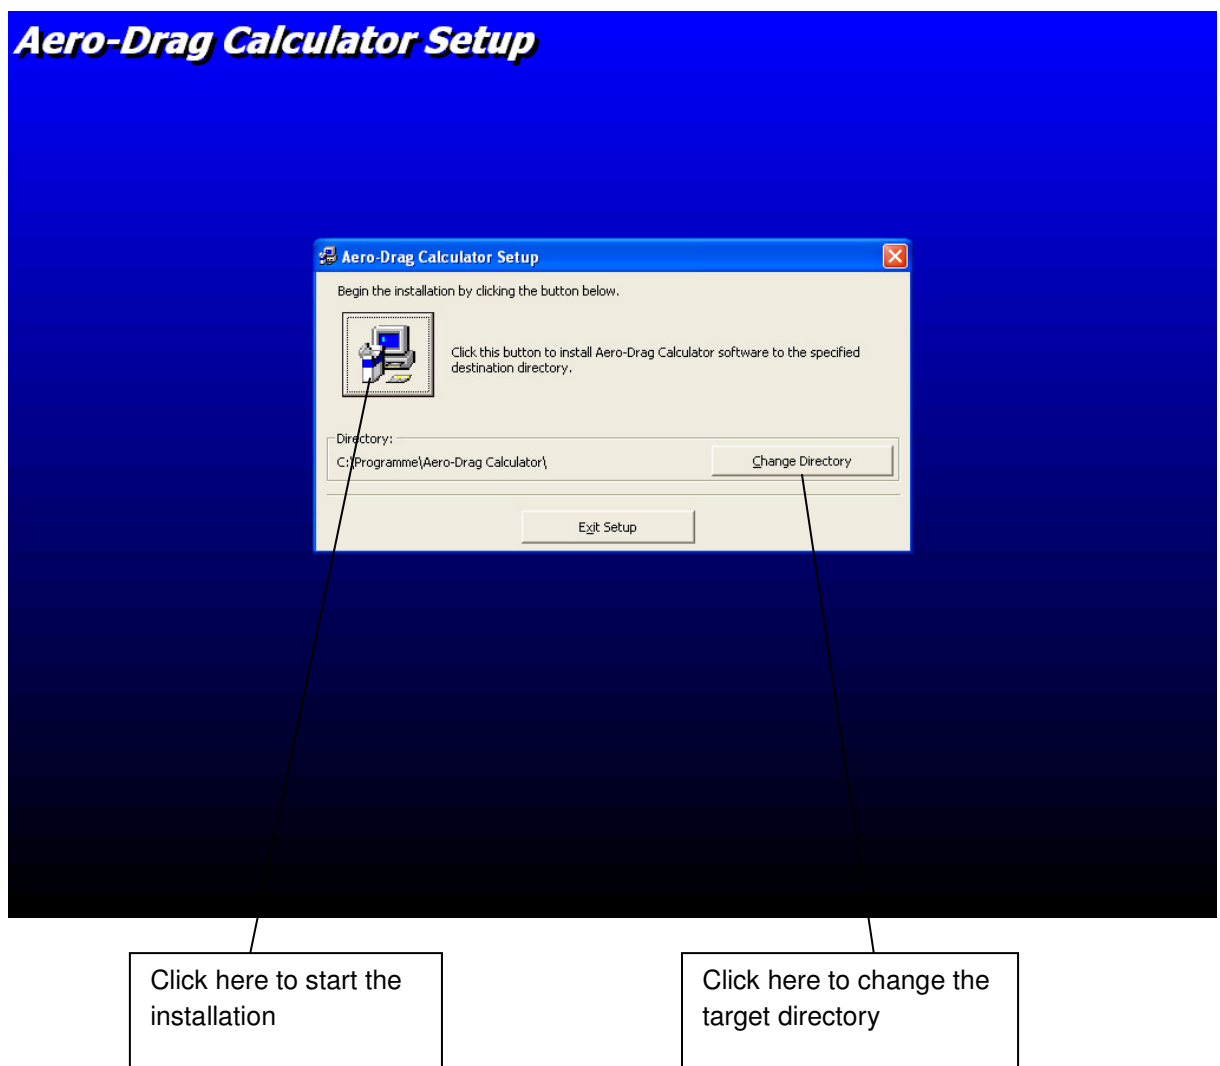 Aero-Drag Calculator Setup
Aero-Drag Calculator Setup
Begin the installation by clicking the button below.
Click this button to install Aero-Drag Calculator software to the specified
destination directory.
Directory:
C:\Programme\Aero-Drag Calculator\
Change Directory
Exit Setup
Click here to start the
installation
Click here to change the
target directory